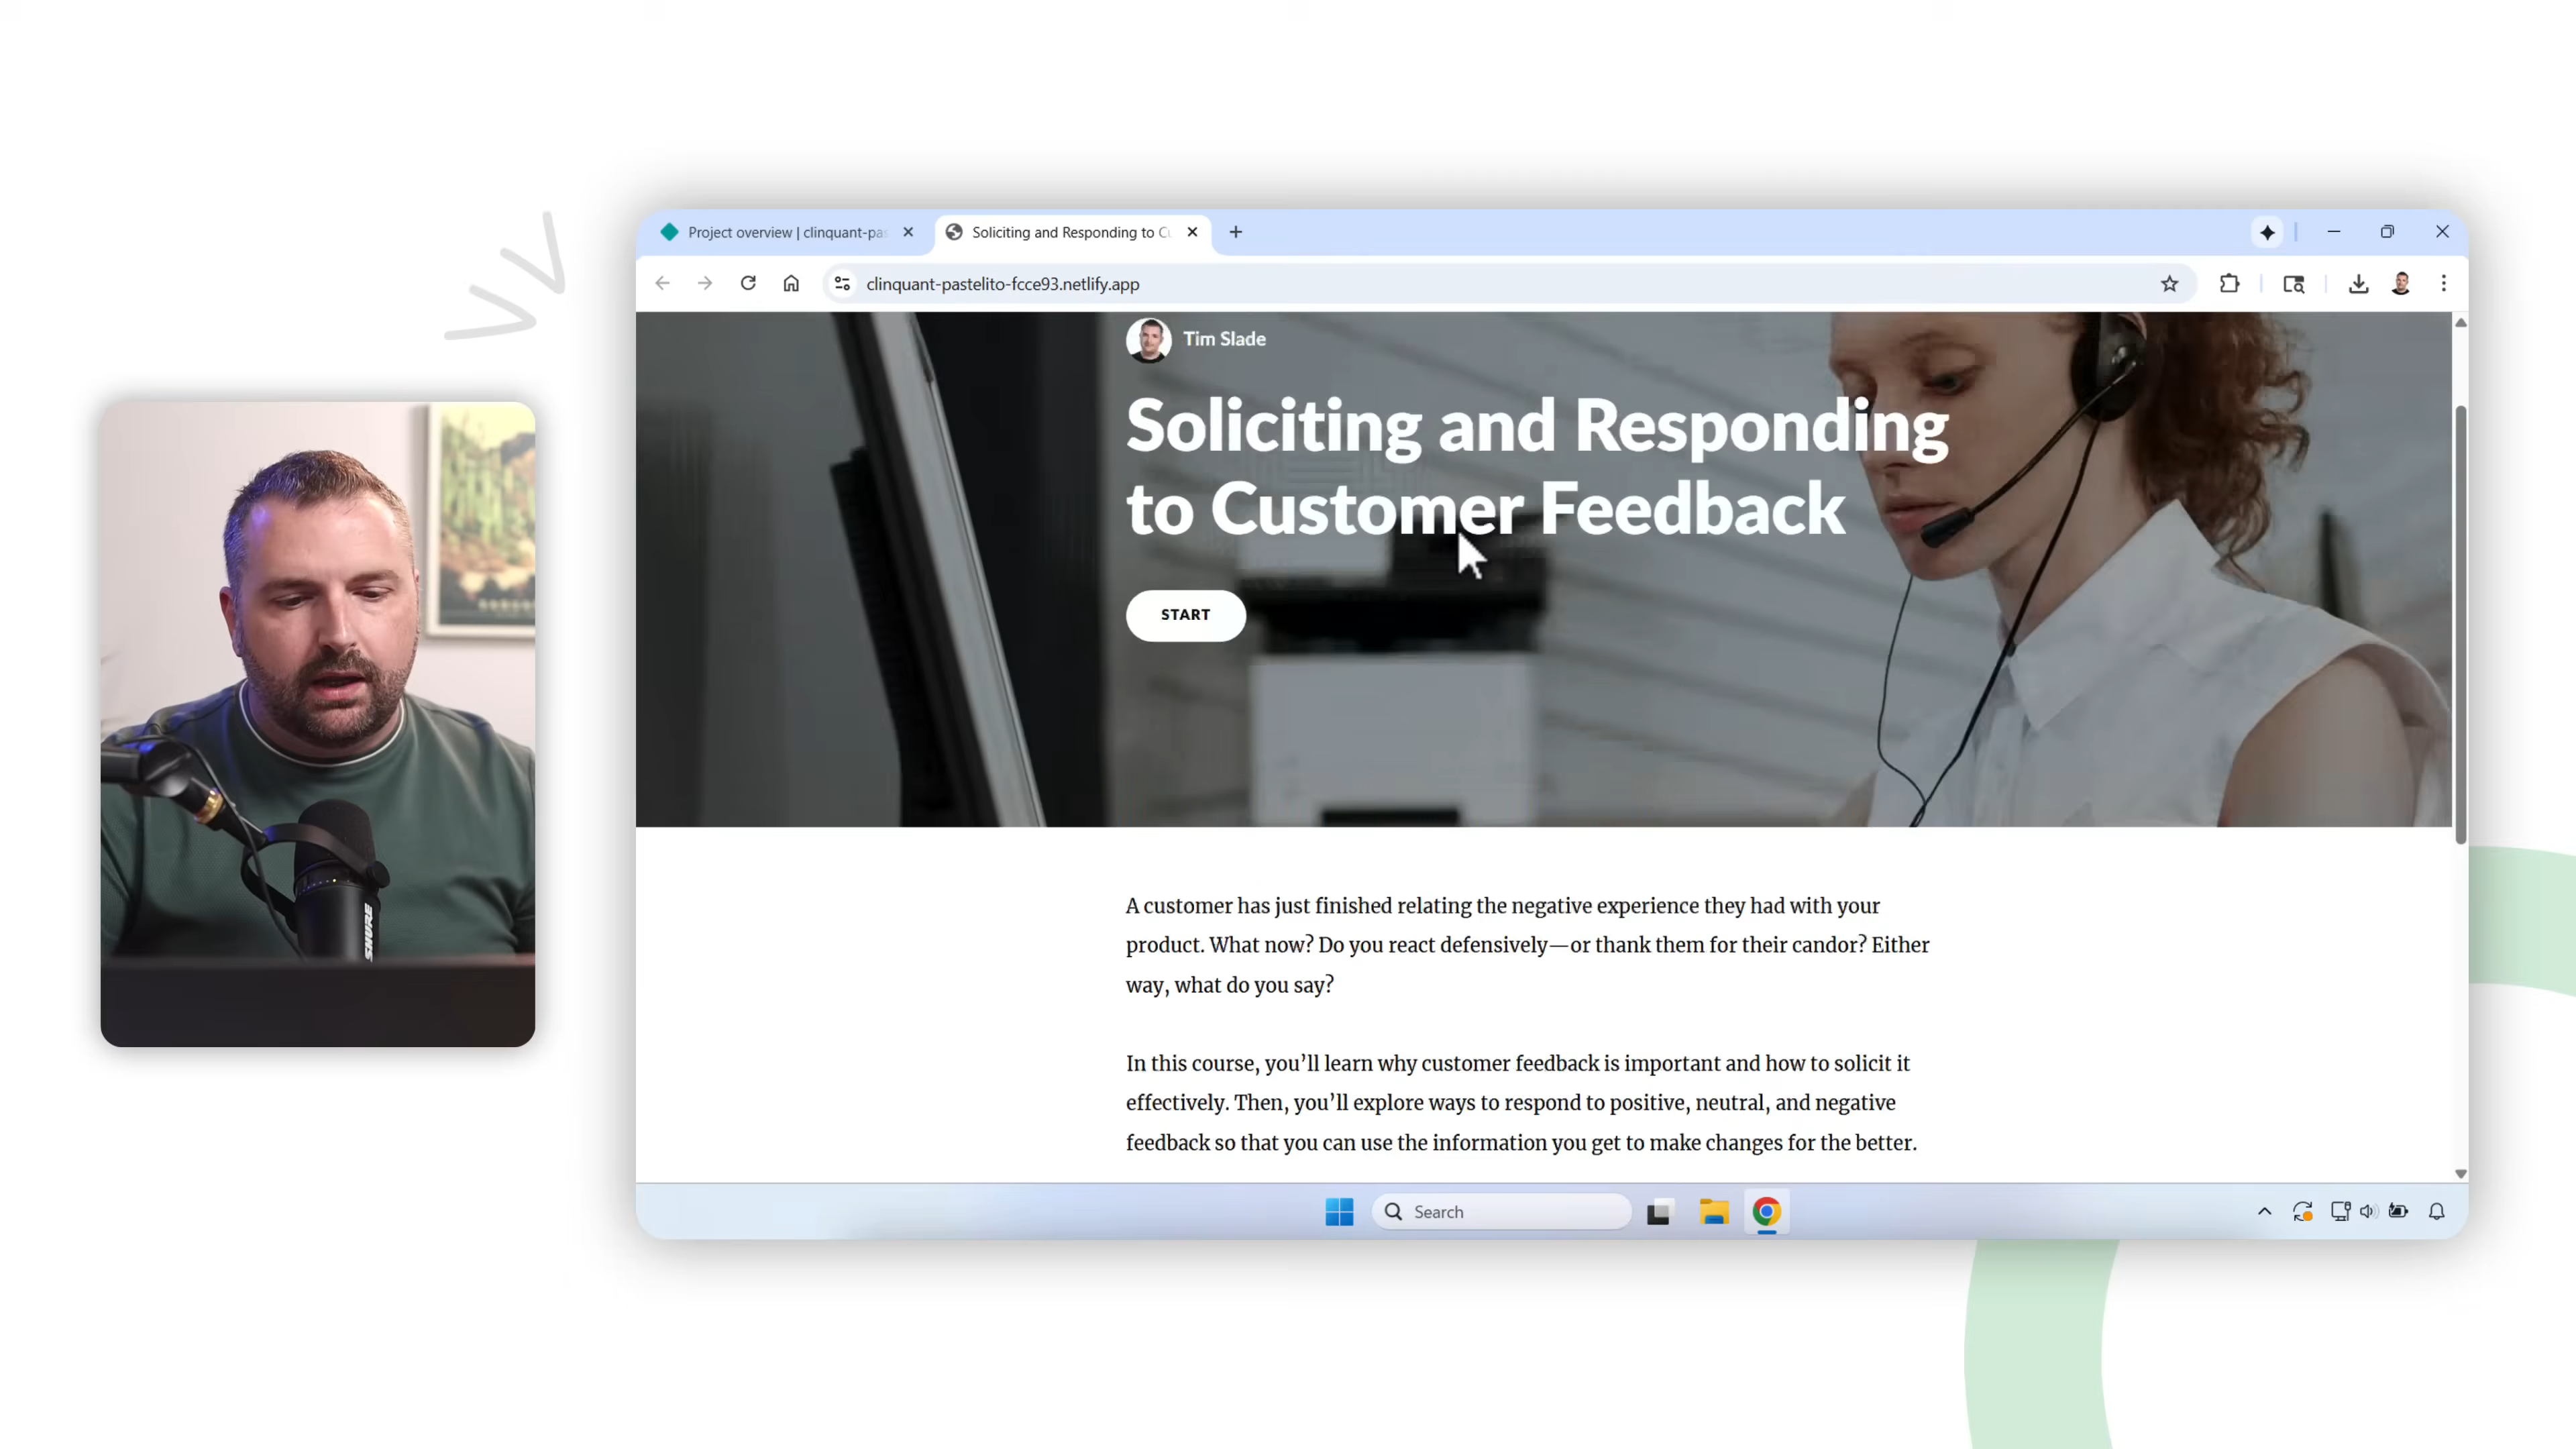 Project overview | clinquant-pas
Soliciting and Responding to Cu
clinquant-pastelito-fcce93.netlify.app
Tim Slade
Soliciting and Responding
to Customer Feedback
START
A customer has just finished relating the negative experience they had with your
product. What now? Do you react defensively—or thank them for their candor? Either
way, what do you say?
In this course, you’ll learn why customer feedback is important and how to solicit it
effectively. Then, you’ll explore ways to respond to positive, neutral, and negative
feedback so that you can use the information you get to make changes for the better.
Search
SHURE